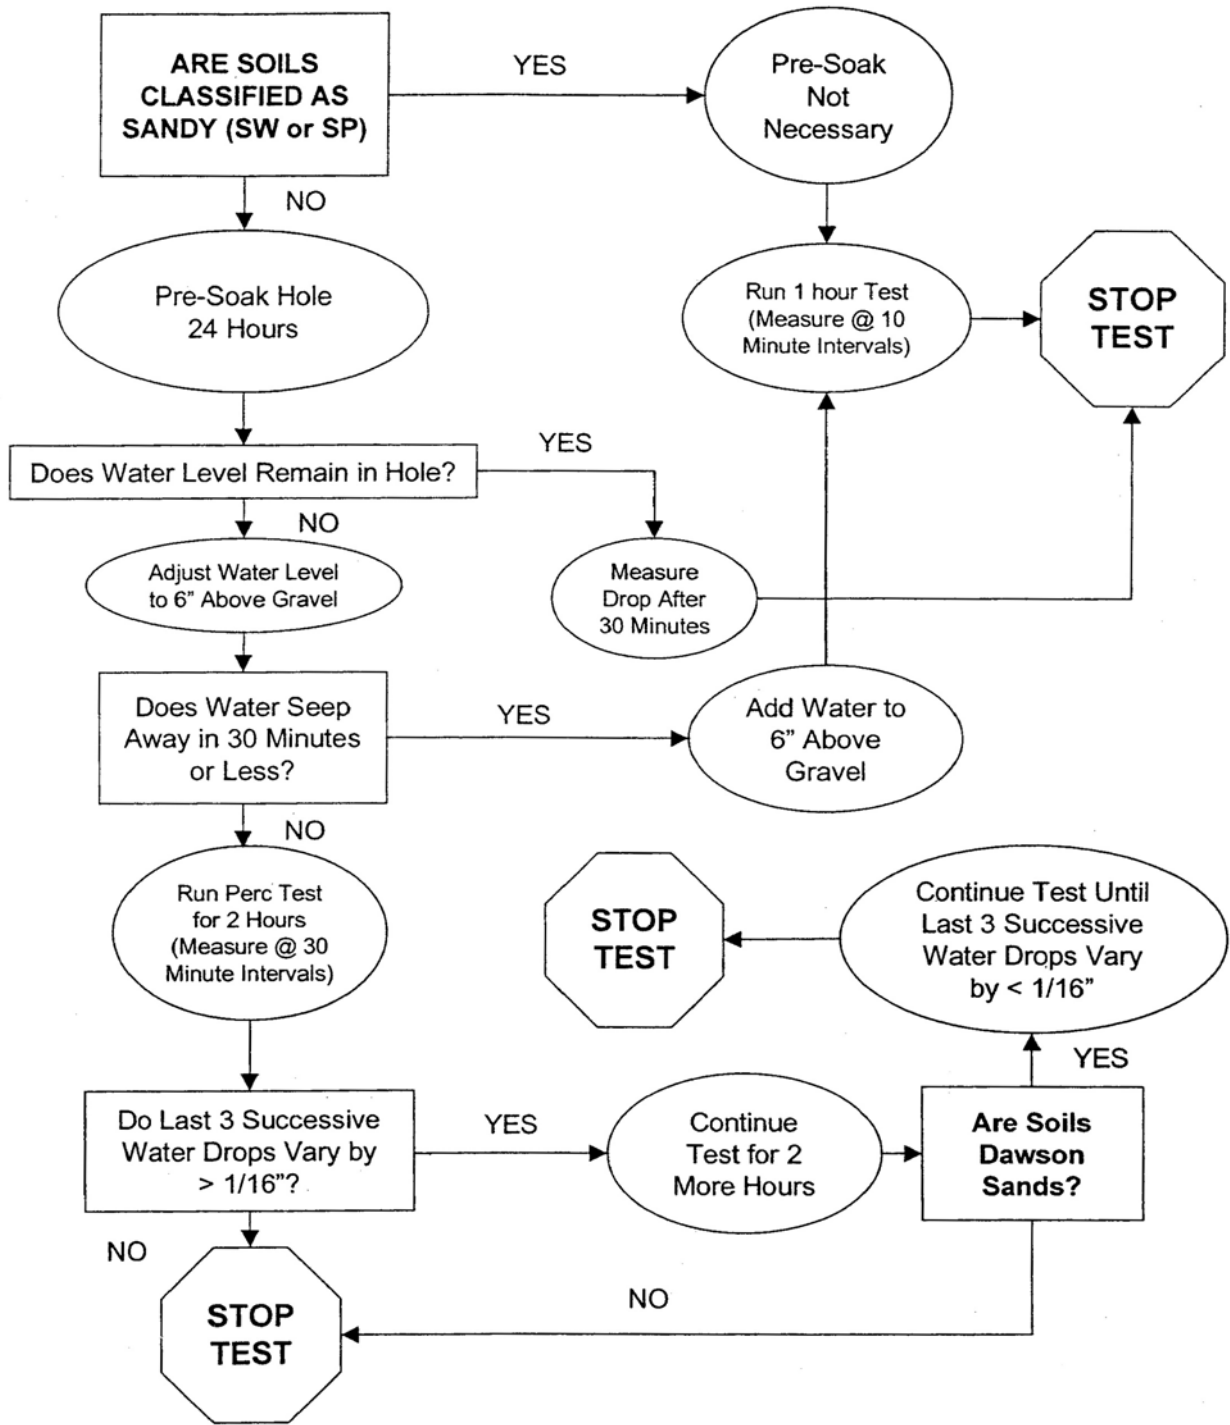 ARE SOILS
CLASSIFIED AS
SANDY (SW or SP)
YES
Pre-Soak
Not
Necessary
NO
Pre-Soak Hole
24 Hours
Run 1 hour Test
(Measure @ 10
Minute Intervals)
STOP
TEST
Does Water Level Remain in Hole?
YES
NO
Adjust Water Level
to 6" Above Gravel
Measure
Drop After
30 Minutes
Does Water Seep
Away in 30 Minutes
or Less?
YES
Add Water to
6" Above
Gravel
NO
Run Perc Test
for 2 Hours
(Measure @ 30
Minute Intervals)
STOP
TEST
Continue Test Until
Last 3 Successive
Water Drops Vary
by < 1/16"
YES
Do Last 3 Successive
Water Drops Vary by
> 1/16"?
YES
Continue
Test for 2
More Hours
Are Soils
Dawson
Sands?
NO
STOP
TEST
NO